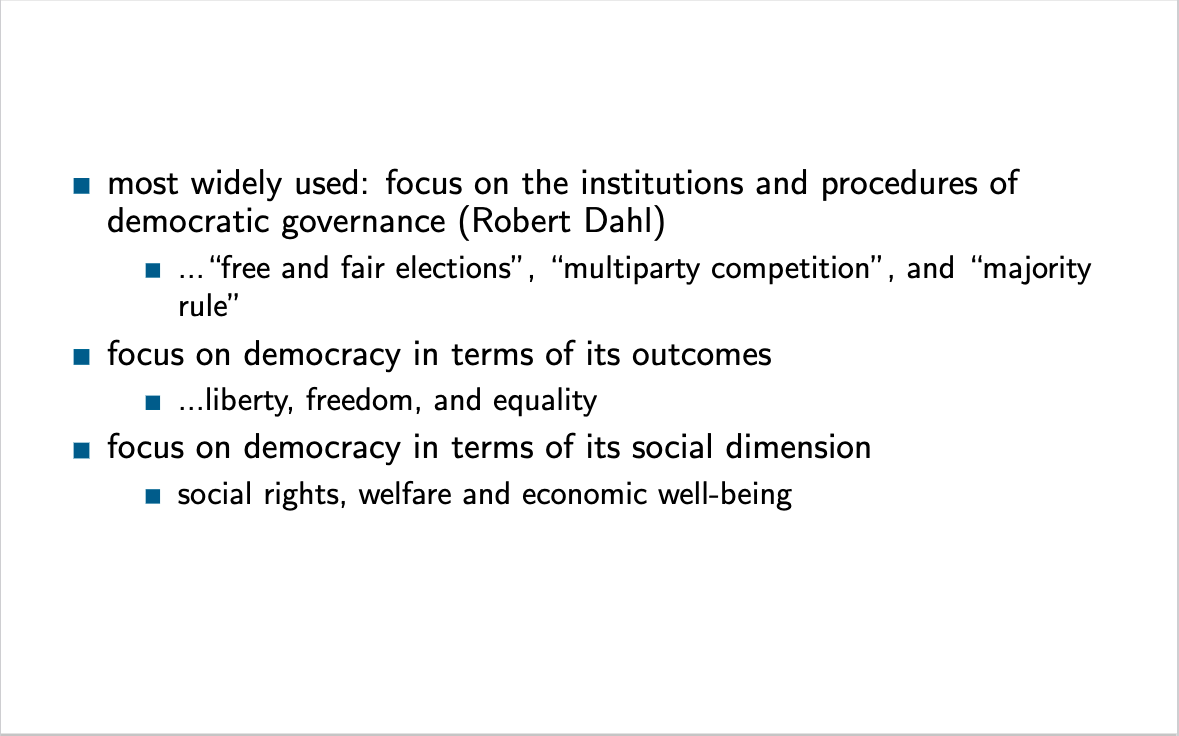 ■ most widely used: focus on the institutions and procedures of
democratic governance (Robert Dahl)
■ ...“free and fair elections”, “multiparty competition”, and “majority
rule”
■ focus on democracy in terms of its outcomes
■ ...liberty, freedom, and equality
■ focus on democracy in terms of its social dimension
■ social rights, welfare and economic well-being